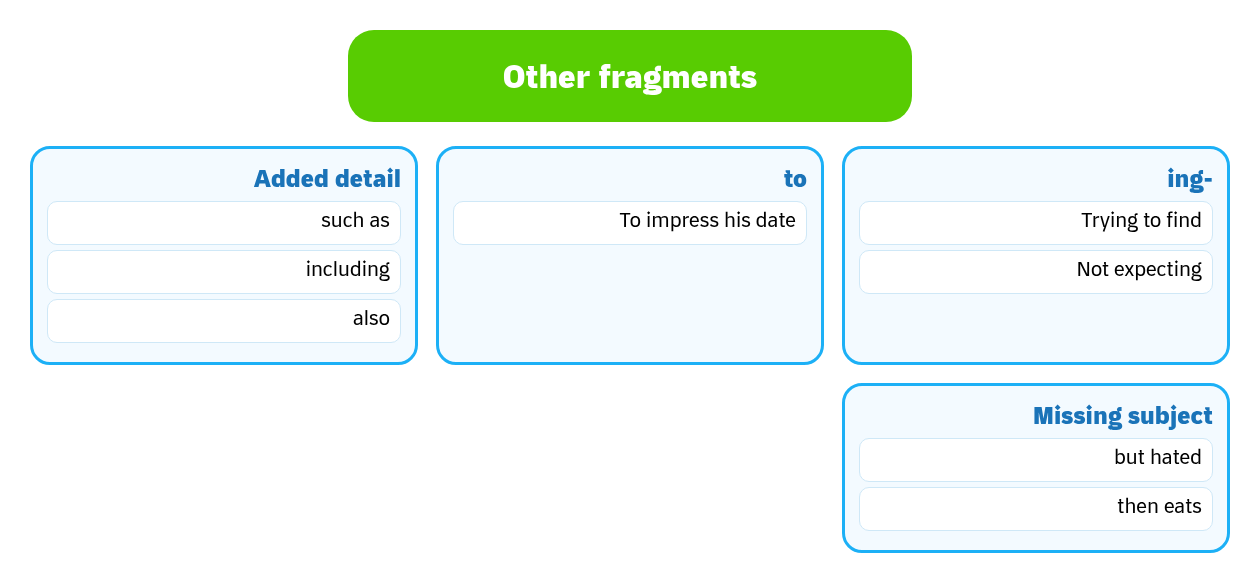 Other fragments
Added detail
such as
including
also
to
To impress his date
ing-
Trying to find
Not expecting
Missing subject
but hated
then eats